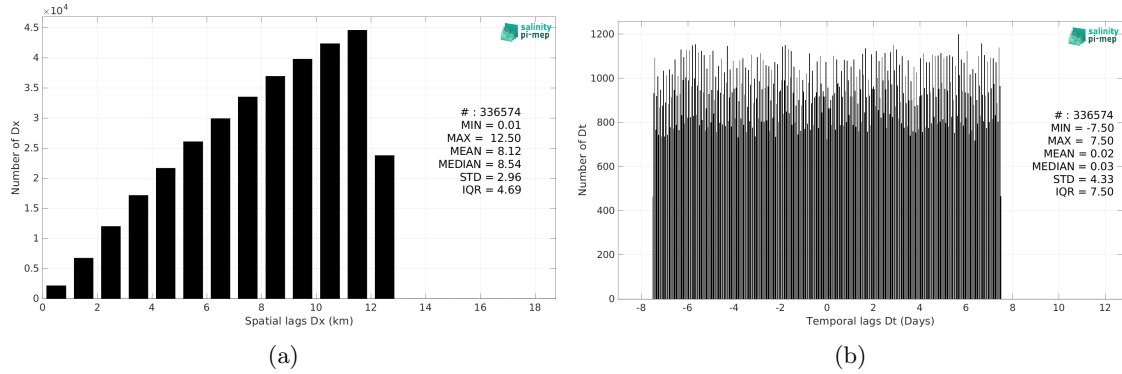 ×10⁴
4.5
4
3.5
3
2.5
2
1.5
1
0.5
0
Number of Dx
0 2 4 6 8 10 12 14 16 18
Spatial lags Dx (km)
salinity
pi-mep
# : 336574
MIN = 0.01
MAX = 12.50
MEAN = 8.12
MEDIAN = 8.54
STD = 2.96
IQR = 4.69
(a)
1200
1000
800
600
400
200
0
Number of Dt
-8 -6 -4 -2 0 2 4 6 8 10 12
Temporal lags Dt (Days)
salinity
pi-mep
# : 336574
MIN = -7.50
MAX = 7.50
MEAN = 0.02
MEDIAN = 0.03
STD = 4.33
IQR = 7.50
(b)